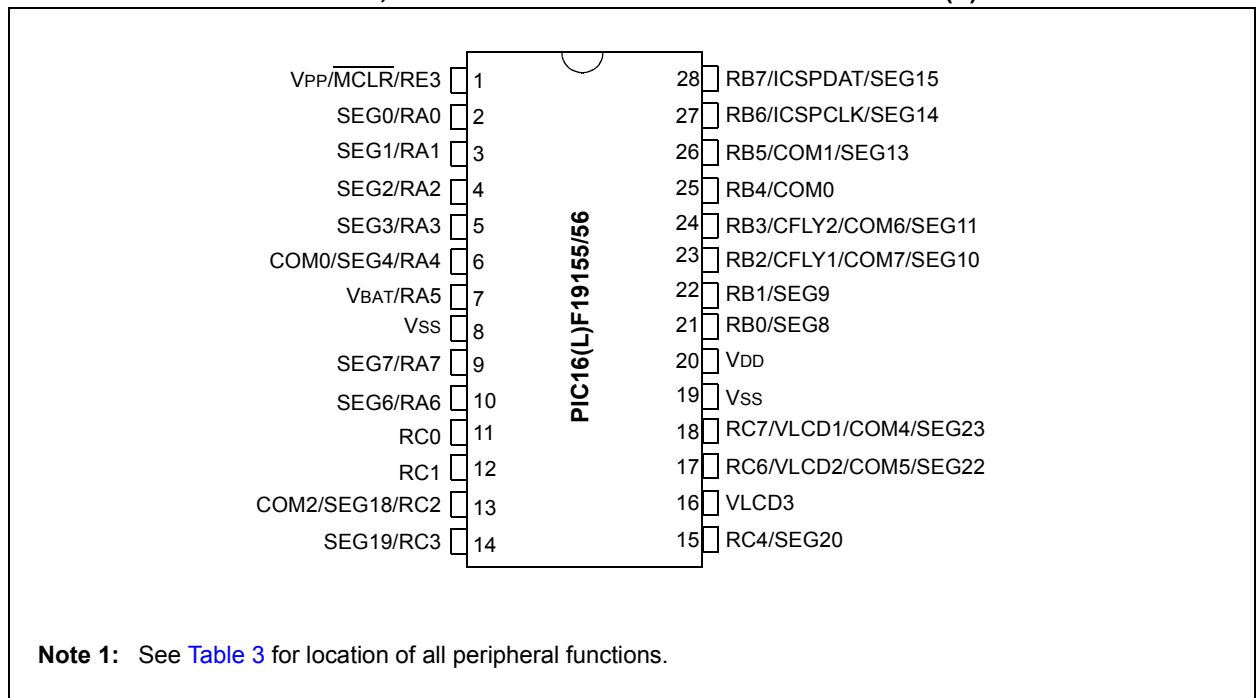 VPP/MCLR/RE3 1
SEG0/RA0 2
SEG1/RA1 3
SEG2/RA2 4
SEG3/RA3 5
COM0/SEG4/RA4 6
VBAT/RA5 7
VSS 8
SEG7/RA7 9
SEG6/RA6 10
RC0 11
RC1 12
COM2/SEG18/RC2 13
SEG19/RC3 14
PIC16(L)F19155/56
28 RB7/ICSPDAT/SEG15
27 RB6/ICSPCLK/SEG14
26 RB5/COM1/SEG13
25 RB4/COM0
24 RB3/CFLY2/COM6/SEG11
23 RB2/CFLY1/COM7/SEG10
22 RB1/SEG9
21 RB0/SEG8
20 VDD
19 VSS
18 RC7/VLCD1/COM4/SEG23
17 RC6/VLCD2/COM5/SEG22
16 VLCD3
15 RC4/SEG20
Note 1: See Table 3 for location of all peripheral functions.